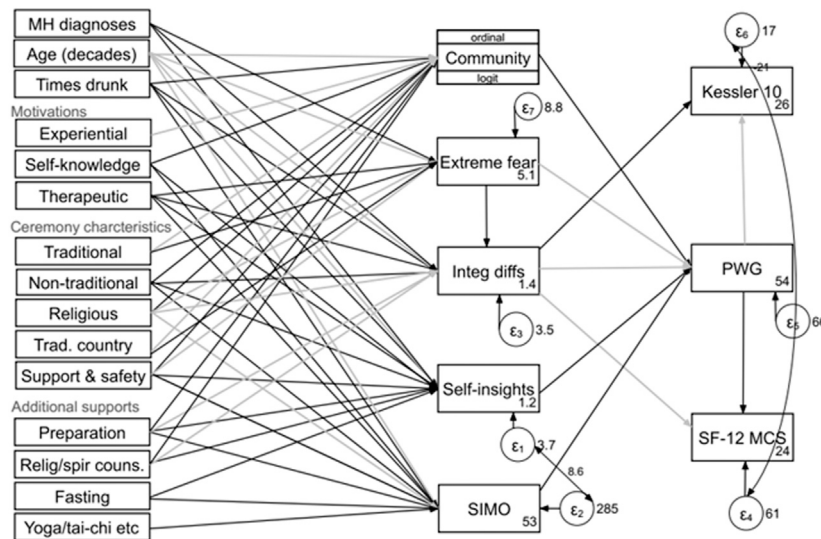 MH diagnoses
Age (decades)
Times drunk
Motivations
Experiential
Self-knowledge
Therapeutic
Ceremony charcteristics
Traditional
Non-traditional
Religious
Trad. country
Support & safety
Additional supports
Preparation
Relig/spir couns.
Fasting
Yoga/tai-chi etc
ordinal
Community
logit
ε7 8.8
Extreme fear
5.1
Integ diffs
1.4
ε3 3.5
Self-insights
1.2
ε1 3.7
8.6
SIMO
53
ε2 285
ε6 17
-21
Kessler 10
26
PWG
54
ε5 60
SF-12 MCS
24
ε4 61